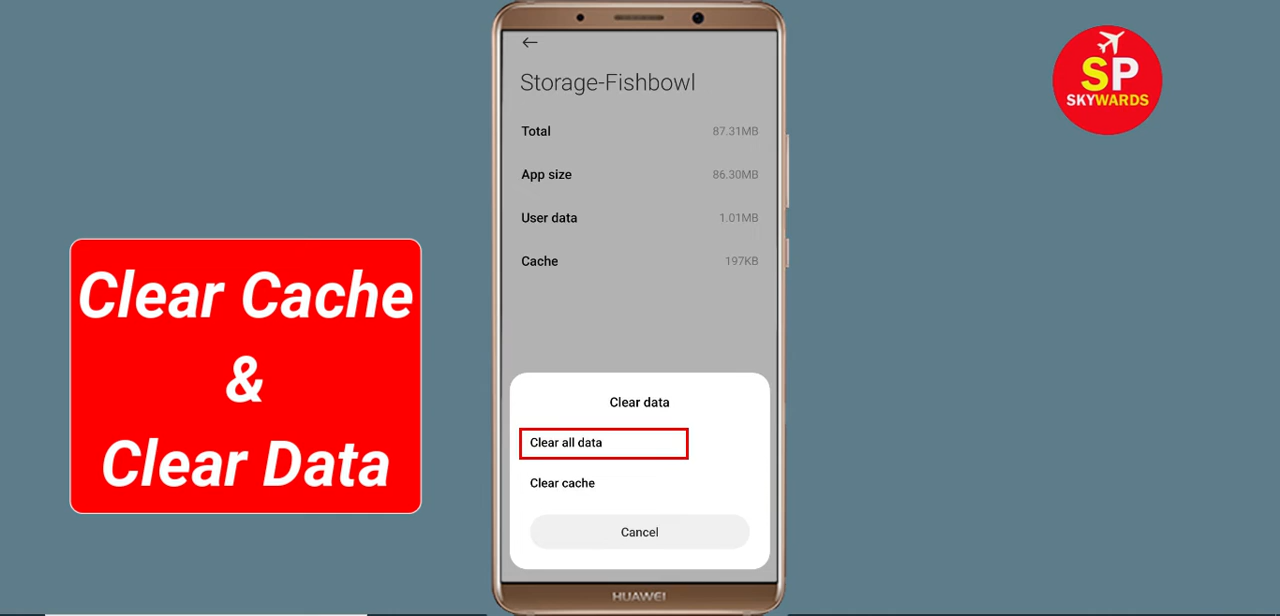 Storage-Fishbowl
Total 87.31MB
App size 86.30MB
User data 1.01MB
Cache 197KB
Clear data
Clear all data
Clear cache
Cancel
HUAWEI
Clear Cache
&
Clear Data
SP
SKYWARDS